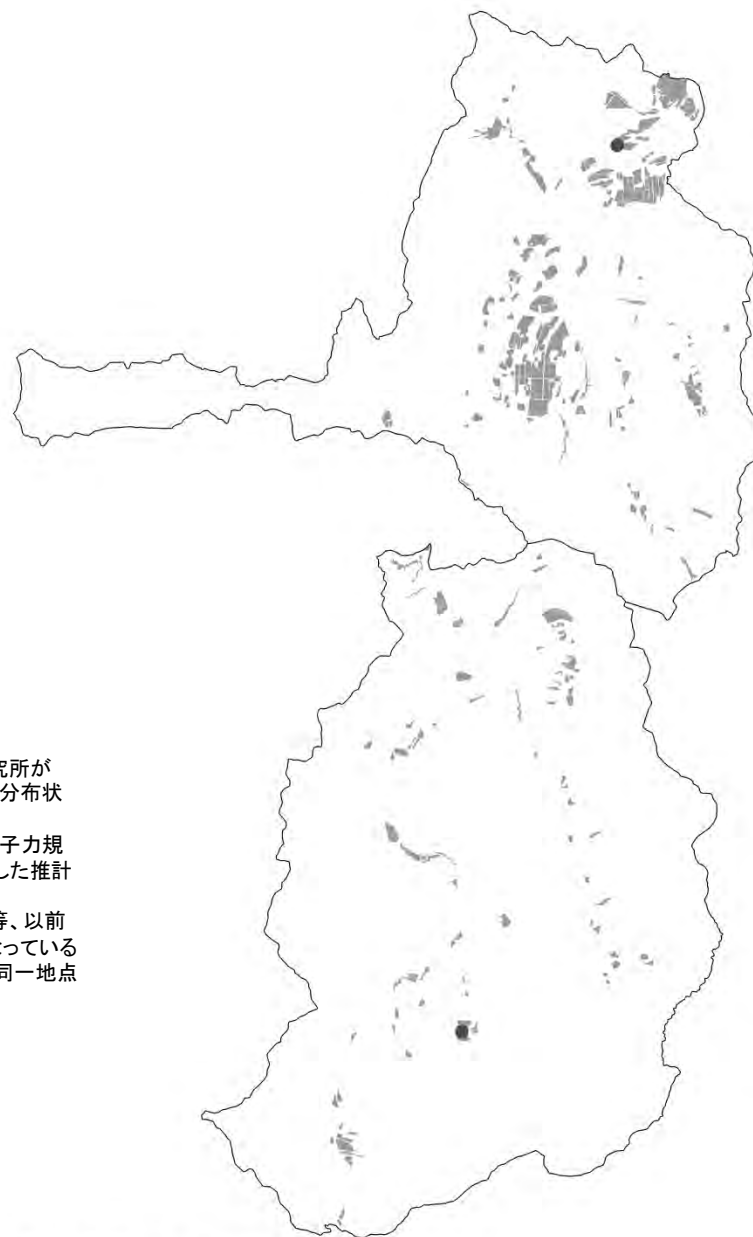 究所が
分布状
子力規
した推計
等、以前
なっている
同一地点